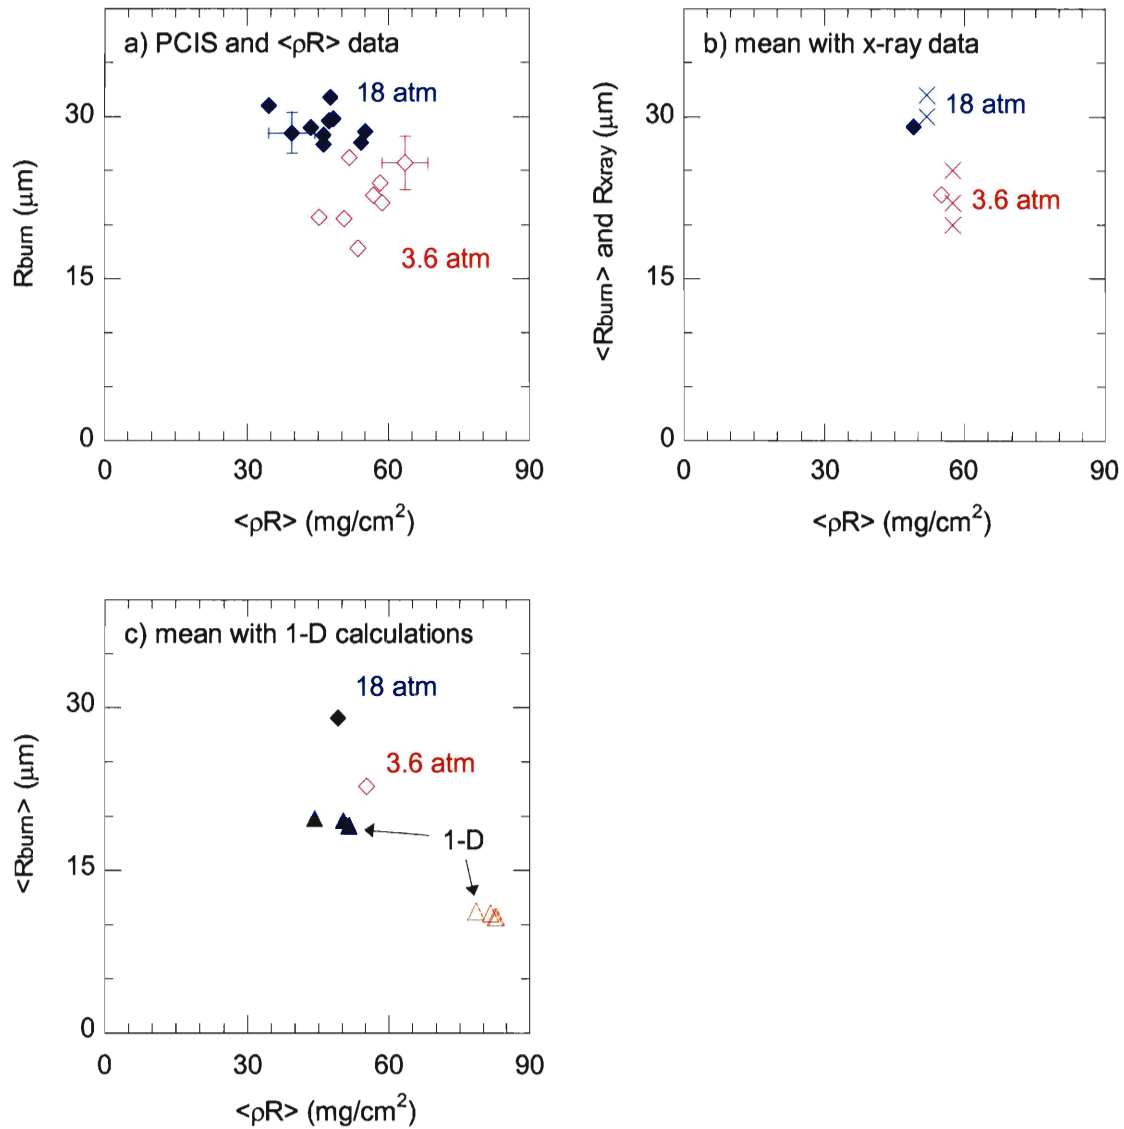 a) PCIS and <ρR> data
18 atm
3.6 atm
30
15
0
Rburn (μm)
0 30 60 90
<ρR> (mg/cm²)
b) mean with x-ray data
18 atm
3.6 atm
30
15
0
<Rburn> and Rxray (μm)
0 30 60 90
<ρR> (mg/cm²)
c) mean with 1-D calculations
18 atm
3.6 atm
1-D
30
15
0
<Rburn> (μm)
0 30 60 90
<ρR> (mg/cm²)